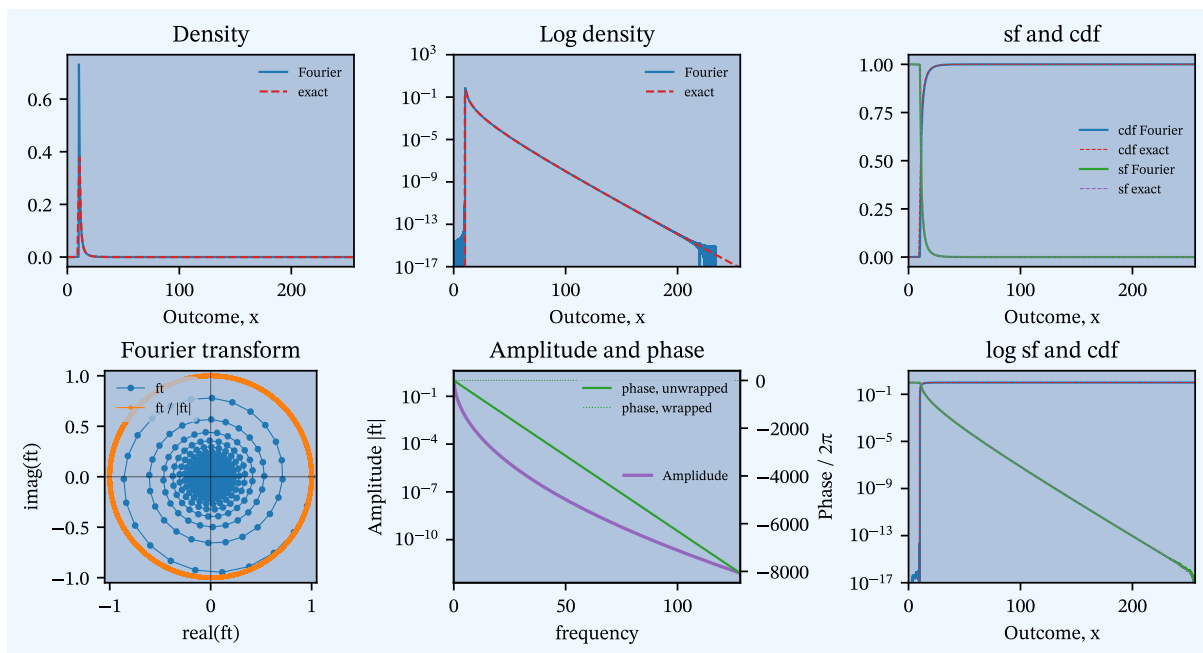 Density
0.6
0.4
0.2
0.0
0
100
200
Outcome, x
Fourier
exact
Log density
10³
10⁻¹
10⁻⁵
10⁻⁹
10⁻¹³
10⁻¹⁷
0
100
200
Outcome, x
Fourier
exact
sf and cdf
1.00
0.75
0.50
0.25
0.00
0
100
200
Outcome, x
cdf Fourier
cdf exact
sf Fourier
sf exact
Fourier transform
imag(ft)
1.0
0.5
0.0
−0.5
−1.0
−1
0
1
real(ft)
ft
ft / |ft|
Amplitude and phase
Amplitude |ft|
10⁻¹
10⁻⁴
10⁻⁷
10⁻¹⁰
0
50
100
frequency
phase, unwrapped
phase, wrapped
Amplidude
0
−2000
−4000
−6000
−8000
Phase / 2π
log sf and cdf
10⁻¹
10⁻⁵
10⁻⁹
10⁻¹³
10⁻¹⁷
0
100
200
Outcome, x